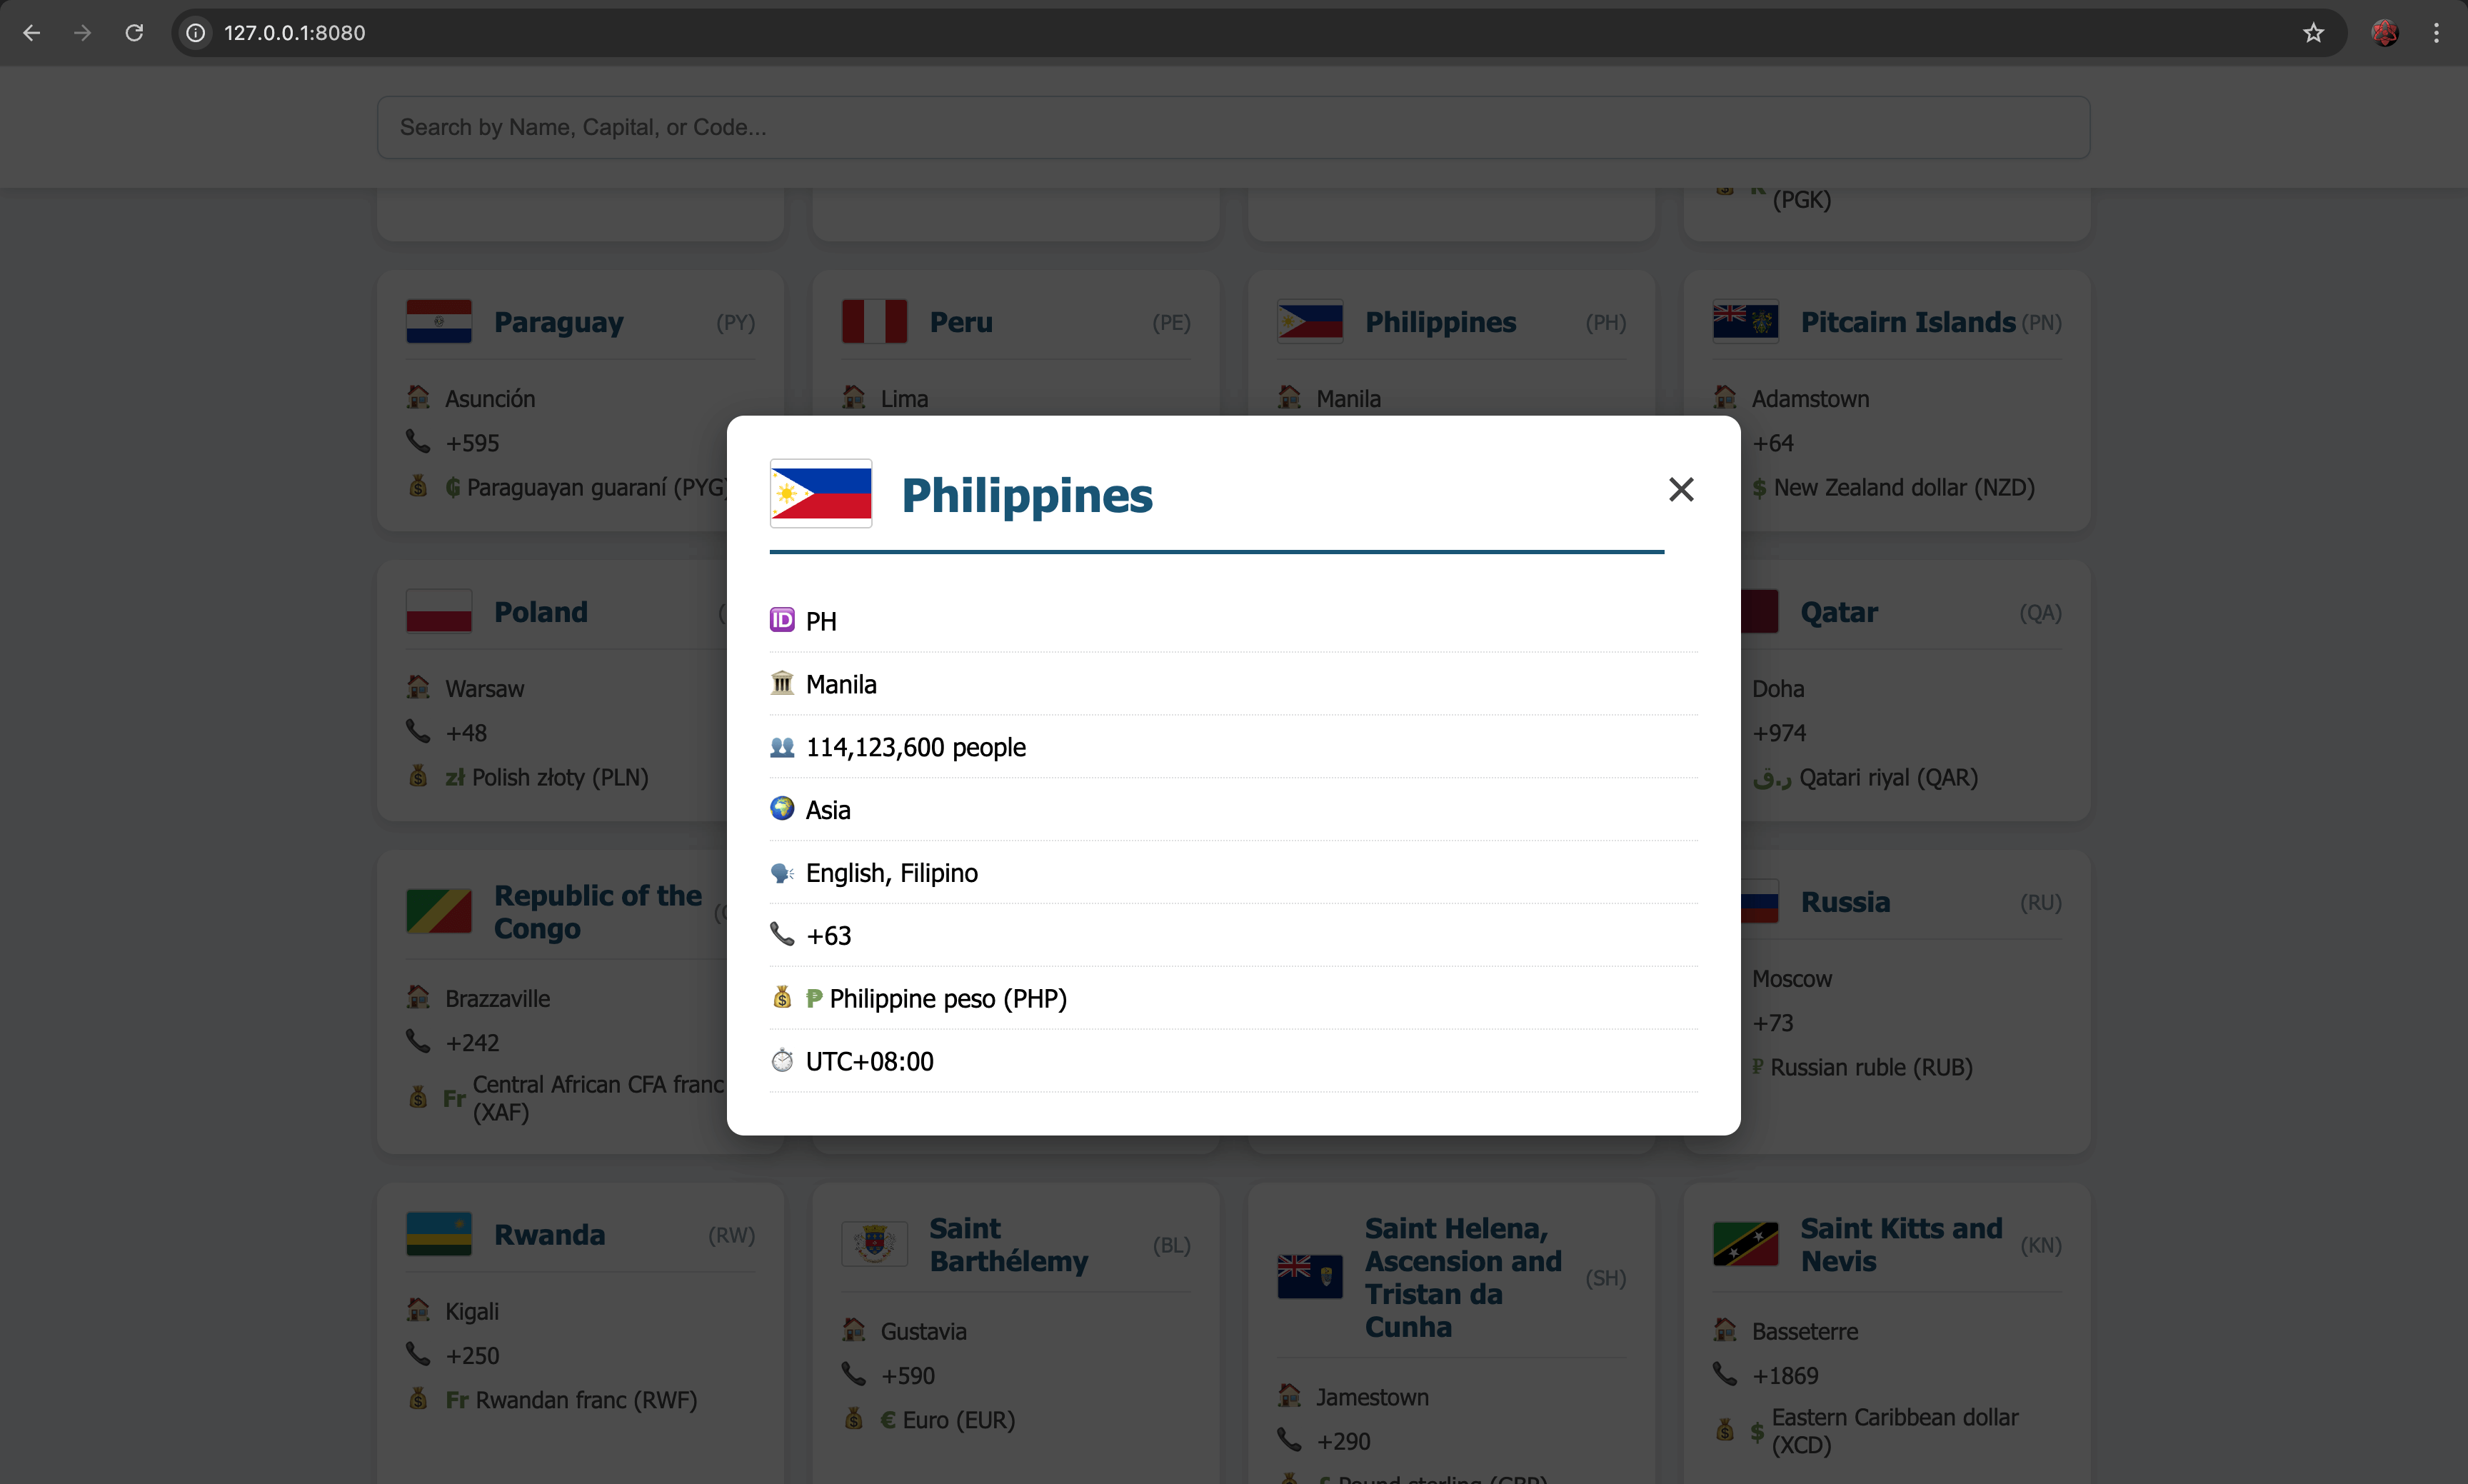 127.0.0.1:8080
Search by Name, Capital, or Code...
(PGK)
Paraguay (PY)
Asunción
+595
₲ Paraguayan guaraní (PYG)
Peru (PE)
Lima
Philippines (PH)
Manila
Pitcairn Islands (PN)
Adamstown
+64
$ New Zealand dollar (NZD)
Philippines
ID PH
Manila
114,123,600 people
Asia
English, Filipino
+63
₱ Philippine peso (PHP)
UTC+08:00
Poland
Warsaw
+48
zł Polish złoty (PLN)
Qatar (QA)
Doha
+974
ر.ق Qatari riyal (QAR)
Republic of the
Congo
Brazzaville
+242
Fr Central African CFA franc
(XAF)
Russia (RU)
Moscow
+73
₽ Russian ruble (RUB)
Rwanda (RW)
Kigali
+250
Fr Rwandan franc (RWF)
Saint
Barthélemy (BL)
Gustavia
+590
€ Euro (EUR)
Saint Helena,
Ascension and
Tristan da
Cunha
(SH)
Jamestown
+290
£ Pound sterling (GBP)
Saint Kitts and
Nevis (KN)
Basseterre
+1869
$ Eastern Caribbean dollar
(XCD)